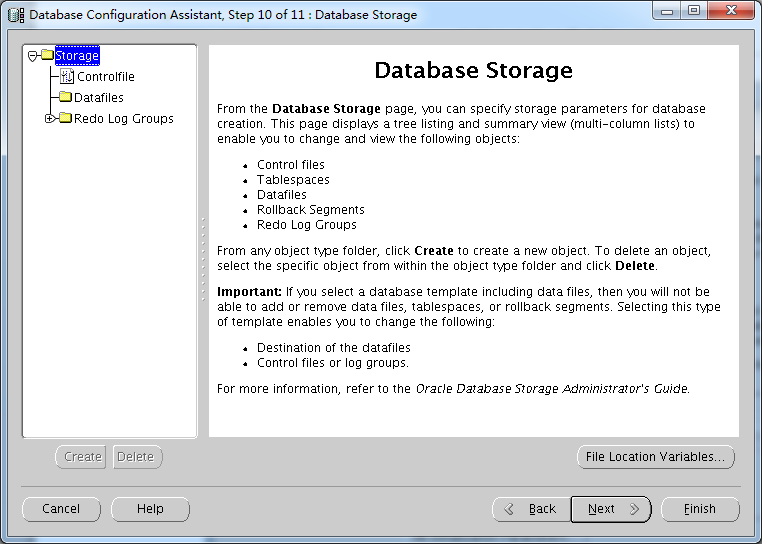 Database Configuration Assistant, Step 10 of 11 : Database Storage
Storage
Controlfile
Datafiles
Redo Log Groups
Database Storage
From the Database Storage page, you can specify storage parameters for database
creation. This page displays a tree listing and summary view (multi-column lists) to
enable you to change and view the following objects:
• Control files
• Tablespaces
• Datafiles
• Rollback Segments
• Redo Log Groups
From any object type folder, click Create to create a new object. To delete an object,
select the specific object from within the object type folder and click Delete.
Important: If you select a database template including data files, then you will not be
able to add or remove data files, tablespaces, or rollback segments. Selecting this type
of template enables you to change the following:
• Destination of the datafiles
• Control files or log groups.
For more information, refer to the Oracle Database Storage Administrator's Guide.
Create
Delete
File Location Variables...
Cancel
Help
Back
Next
Finish